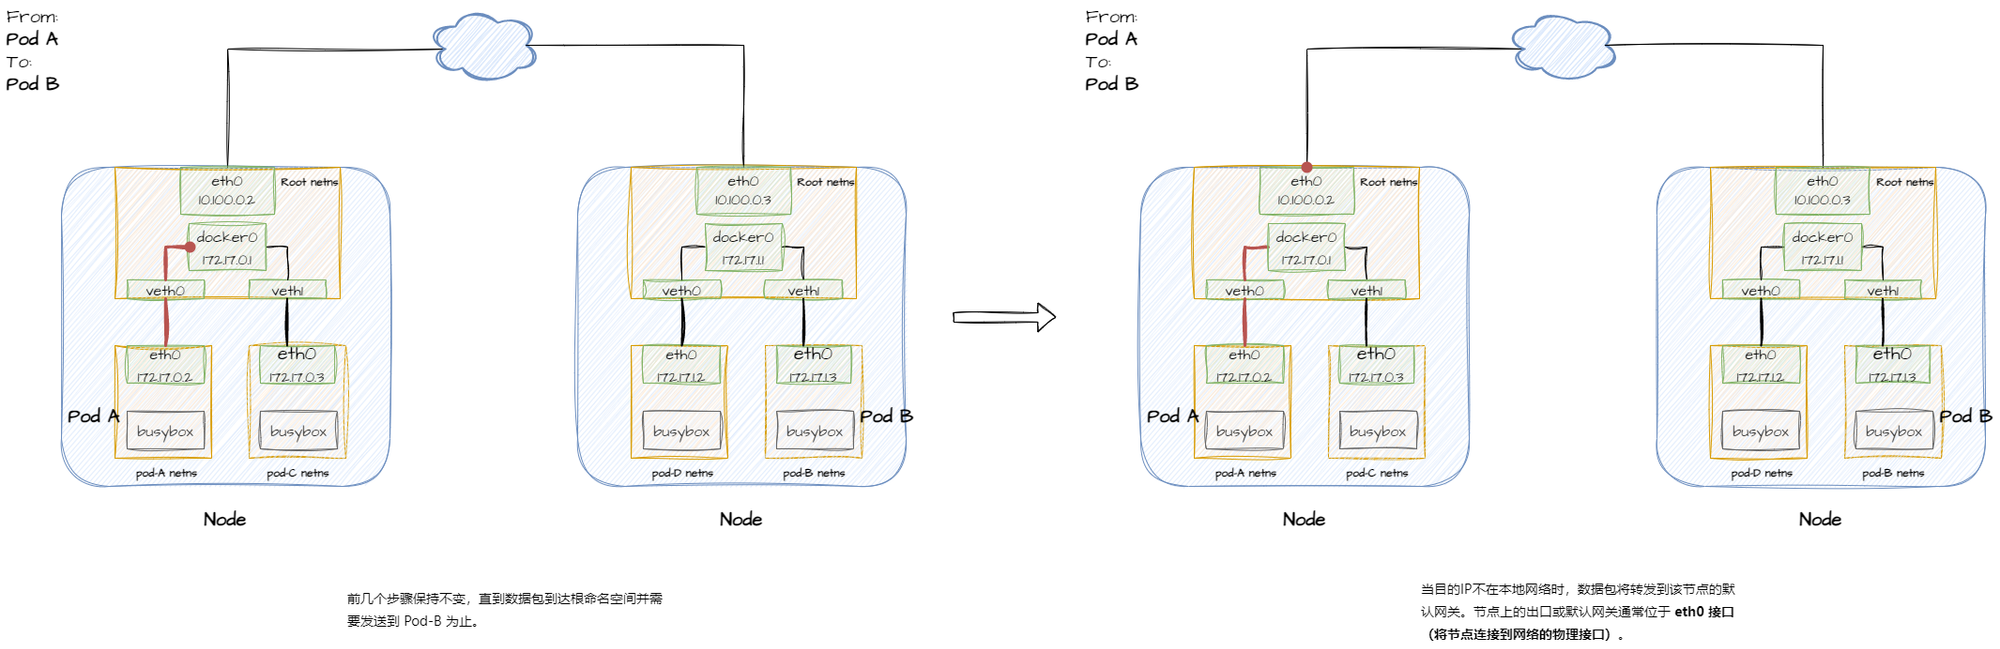 From:
Pod A
To:
Pod B
eth0
10.100.0.2
Root netns
docker0
172.17.0.1
veth0
veth1
eth0
172.17.0.2
eth0
172.17.0.3
Pod A
busybox
busybox
pod-A netns
pod-C netns
Node
eth0
10.100.0.3
Root netns
docker0
172.17.1.1
veth0
veth1
eth0
172.17.1.2
eth0
172.17.1.3
busybox
busybox
Pod B
pod-D netns
pod-B netns
Node
前几个步骤保持不变，直到数据包到达根命名空间并需
要发送到 Pod-B 为止。
From:
Pod A
To:
Pod B
eth0
10.100.0.2
Root netns
docker0
172.17.0.1
veth0
veth1
eth0
172.17.0.2
eth0
172.17.0.3
Pod A
busybox
busybox
pod-A netns
pod-C netns
Node
eth0
10.100.0.3
Root netns
docker0
172.17.1.1
veth0
veth1
eth0
172.17.1.2
eth0
172.17.1.3
busybox
busybox
Pod B
pod-D netns
pod-B netns
Node
当目的IP不在本地网络时，数据包将转发到该节点的默
认网关。节点上的出口或默认网关通常位于 eth0 接口
（将节点连接到网络的物理接口）。